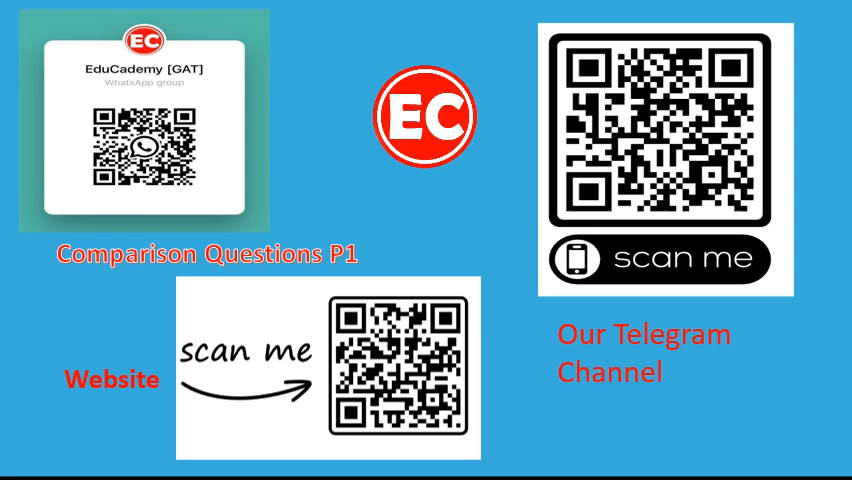 EC
EduCademy [GAT]
WhatsApp group
EC
scan me
Comparison Questions P1
scan me
Website
Our Telegram
Channel